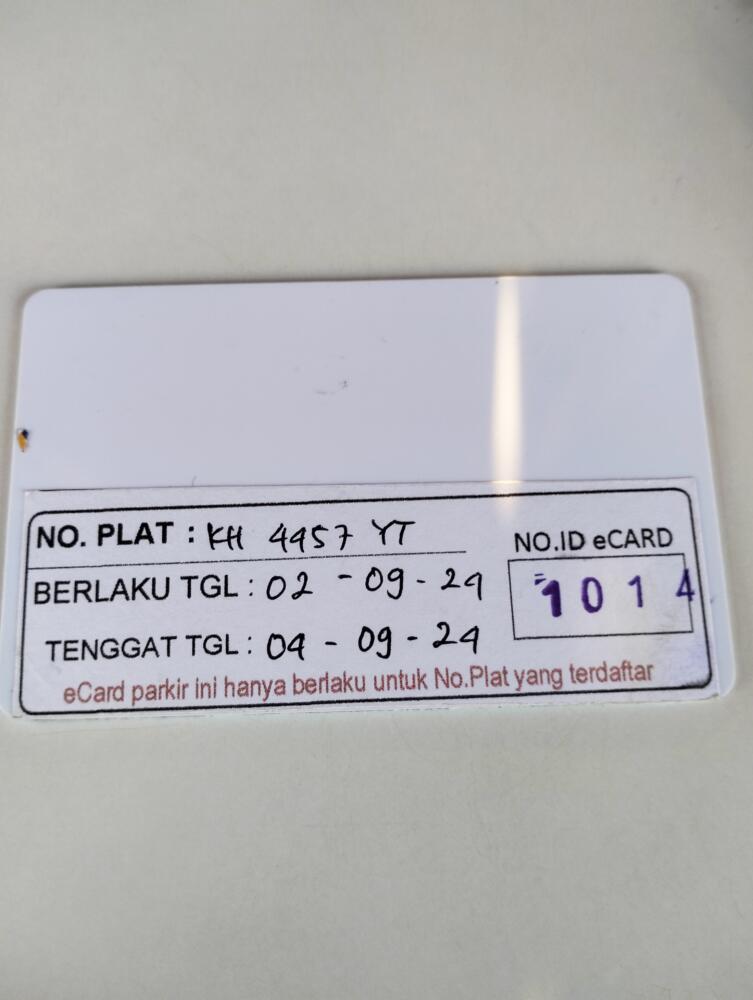 NO. PLAT : KH 4457 YT
BERLAKU TGL : 02 - 09 - 24
TENGGAT TGL : 04 - 09 - 24
NO.ID eCARD
1014
eCard parkir ini hanya berlaku untuk No.Plat yang terdaftar